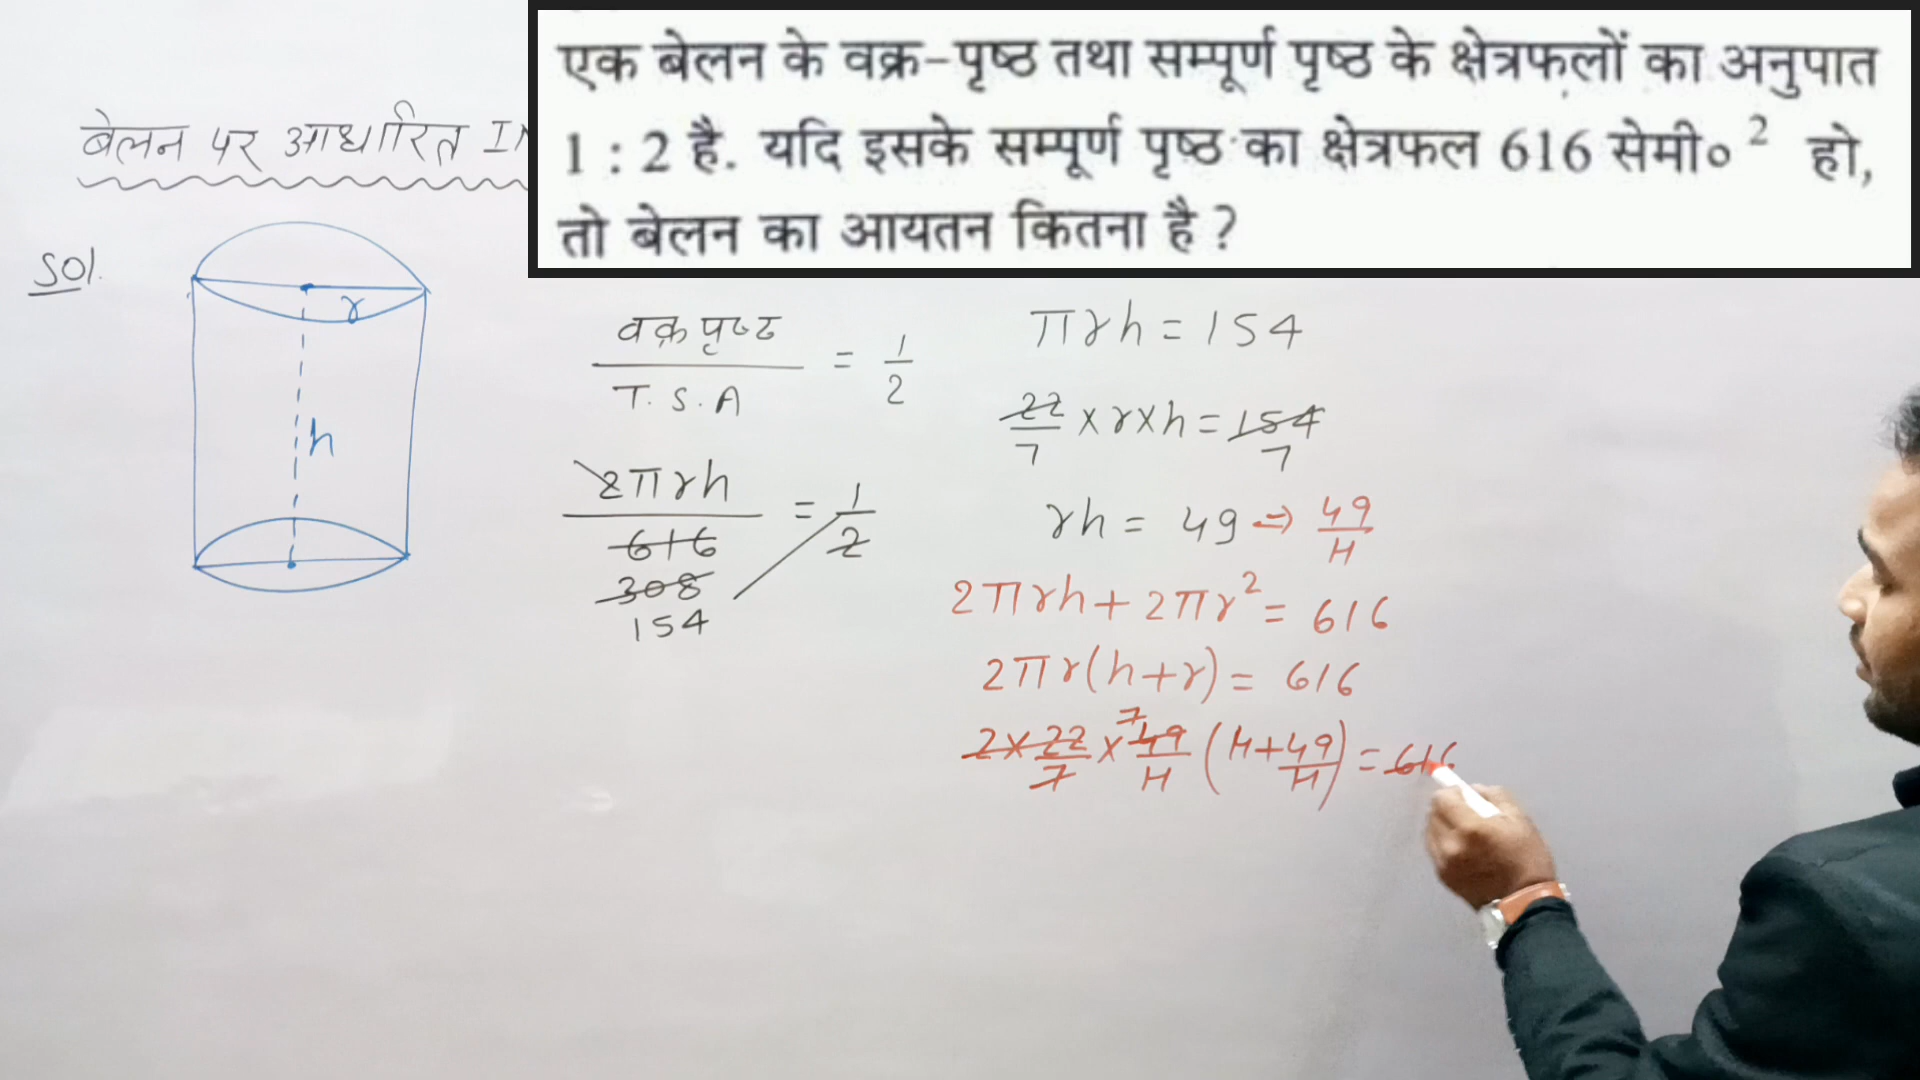 एक बेलन के वक्र-पृष्ठ तथा सम्पूर्ण पृष्ठ के क्षेत्रफलों का अनुपात
1 : 2 है. यदि इसके सम्पूर्ण पृष्ठ का क्षेत्रफल 616 सेमी० ² हो,
तो बेलन का आयतन कितना है ?
बेलन पर आधारित
Sol.
r
h
वक्र पृष्ठ / T.S.A = 1/2
2πrh / 616 = 1/2
308
154
πrh = 154
22/7 × r × h = 154
7
rh = 49 ⇒ 49/H
2πrh + 2πr² = 616
2πr(h+r) = 616
7
2 × 22/7 × 49/H (H + 49/H) = 616